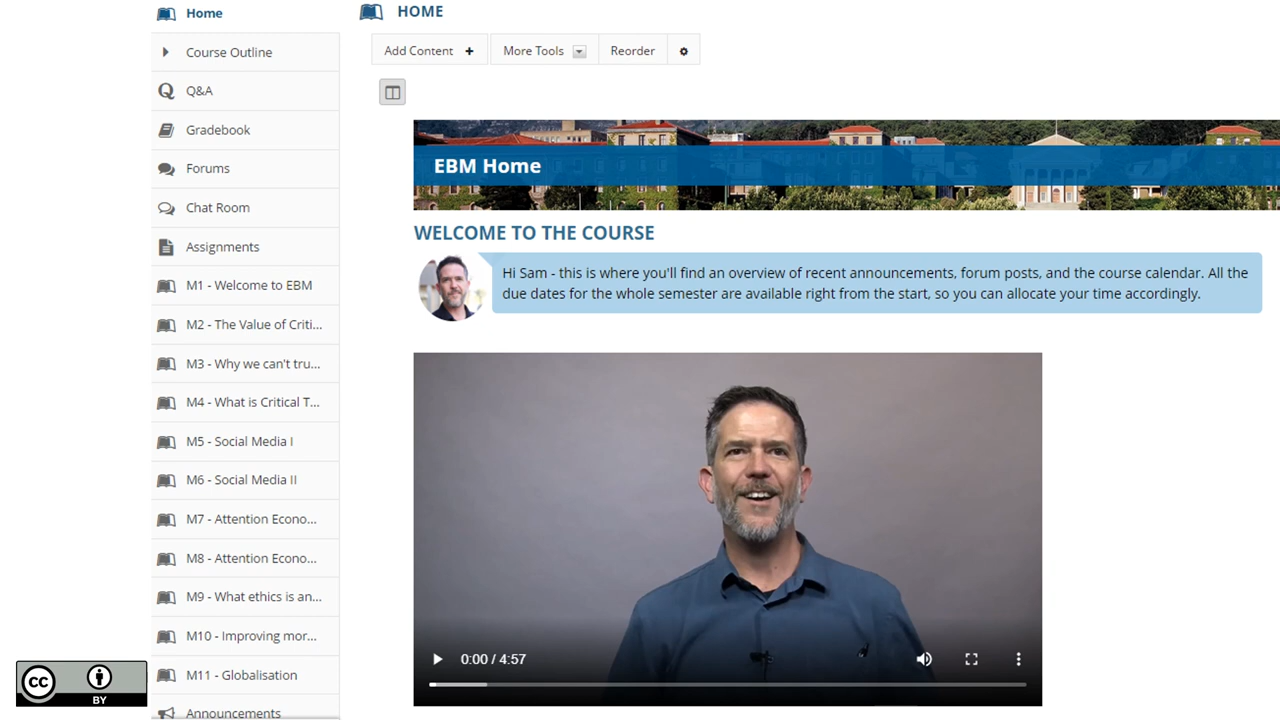 Home
Course Outline
Q&A
Gradebook
Forums
Chat Room
Assignments
M1 - Welcome to EBM
M2 - The Value of Criti...
M3 - Why we can't tru...
M4 - What is Critical T...
M5 - Social Media I
M6 - Social Media II
M7 - Attention Econo...
M8 - Attention Econo...
M9 - What ethics is an...
M10 - Improving mor...
M11 - Globalisation
Announcements
HOME
Add Content +
More Tools
Reorder
EBM Home
WELCOME TO THE COURSE
Hi Sam - this is where you'll find an overview of recent announcements, forum posts, and the course calendar. All the
due dates for the whole semester are available right from the start, so you can allocate your time accordingly.
0:00 / 4:57
cc
BY